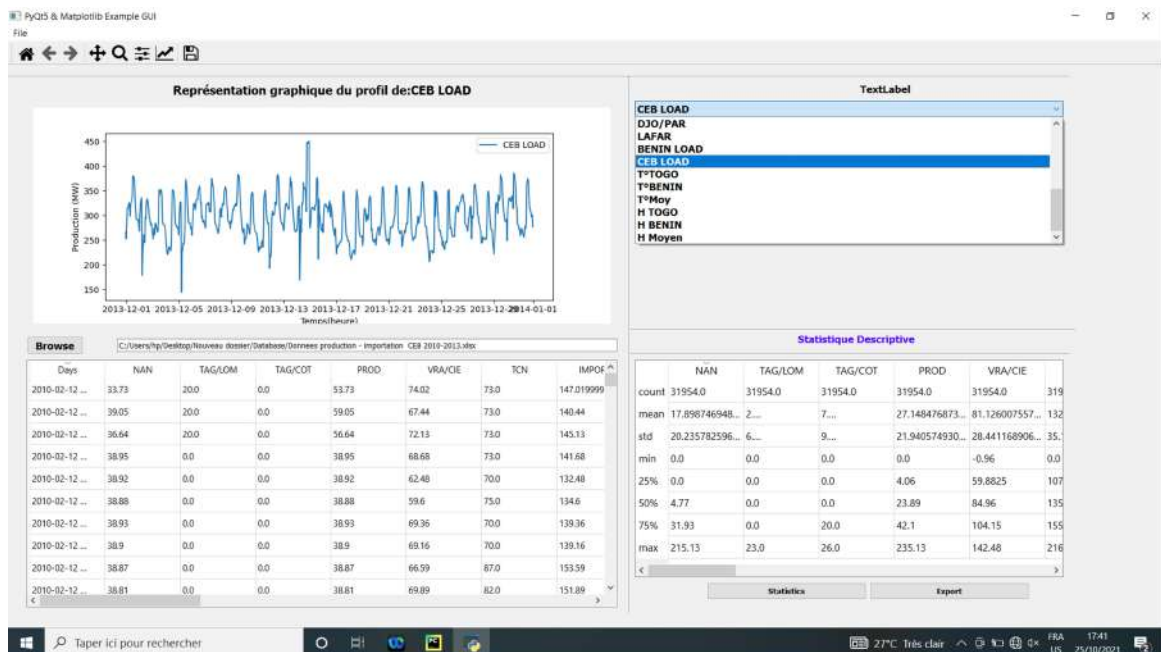 PyQt5 & Matplotlib Example GUI
File
Représentation graphique du profil de:CEB LOAD
CEB LOAD
450
400
350
300
250
200
150
Production (MW)
2013-12-01 2013-12-05 2013-12-09 2013-12-13 2013-12-17 2013-12-21 2013-12-25 2013-12-29 2014-01-01
Temps(heure)
TextLabel
CEB LOAD
DJO/PAR
LAFAR
BENIN LOAD
CEB LOAD
T°TOGO
T°BENIN
T°Moy
H TOGO
H BENIN
H Moyen
Browse C:/Users/hp/Desktop/Nouveau dossier/Database/Donnees production - importation CEB 2010-2013.xlsx
Days NAN TAG/LOM TAG/COT PROD VRA/CIE TCN IMPOF
2010-02-12 ... 33.73 20.0 0.0 53.73 74.02 73.0 147.019999
2010-02-12 ... 39.05 20.0 0.0 59.05 67.44 73.0 140.44
2010-02-12 ... 36.64 20.0 0.0 56.64 72.13 73.0 145.13
2010-02-12 ... 38.95 0.0 0.0 38.95 68.68 73.0 141.68
2010-02-12 ... 38.92 0.0 0.0 38.92 62.48 70.0 132.48
2010-02-12 ... 38.88 0.0 0.0 38.88 59.6 75.0 134.6
2010-02-12 ... 38.93 0.0 0.0 38.93 69.36 70.0 139.36
2010-02-12 ... 38.9 0.0 0.0 38.9 69.16 70.0 139.16
2010-02-12 ... 38.87 0.0 0.0 38.87 66.59 87.0 153.59
2010-02-12 ... 38.81 0.0 0.0 38.81 69.89 82.0 151.89
Statistique Descriptive
NAN TAG/LOM TAG/COT PROD VRA/CIE
count 31954.0 31954.0 31954.0 31954.0 31954.0 319
mean 17.898746948... 2.... 7.... 27.148476873... 81.126007557... 132
std 20.235782596... 6.... 9.... 21.940574930... 28.441168906... 35.
min 0.0 0.0 0.0 0.0 -0.96 0.0
25% 0.0 0.0 0.0 4.06 59.8825 107
50% 4.77 0.0 0.0 23.89 84.96 135
75% 31.93 0.0 20.0 42.1 104.15 155
max 215.13 23.0 26.0 235.13 142.48 216
Statistics Export
Taper ici pour rechercher
27°C Très clair
FRA
US
17:41
25/10/2021